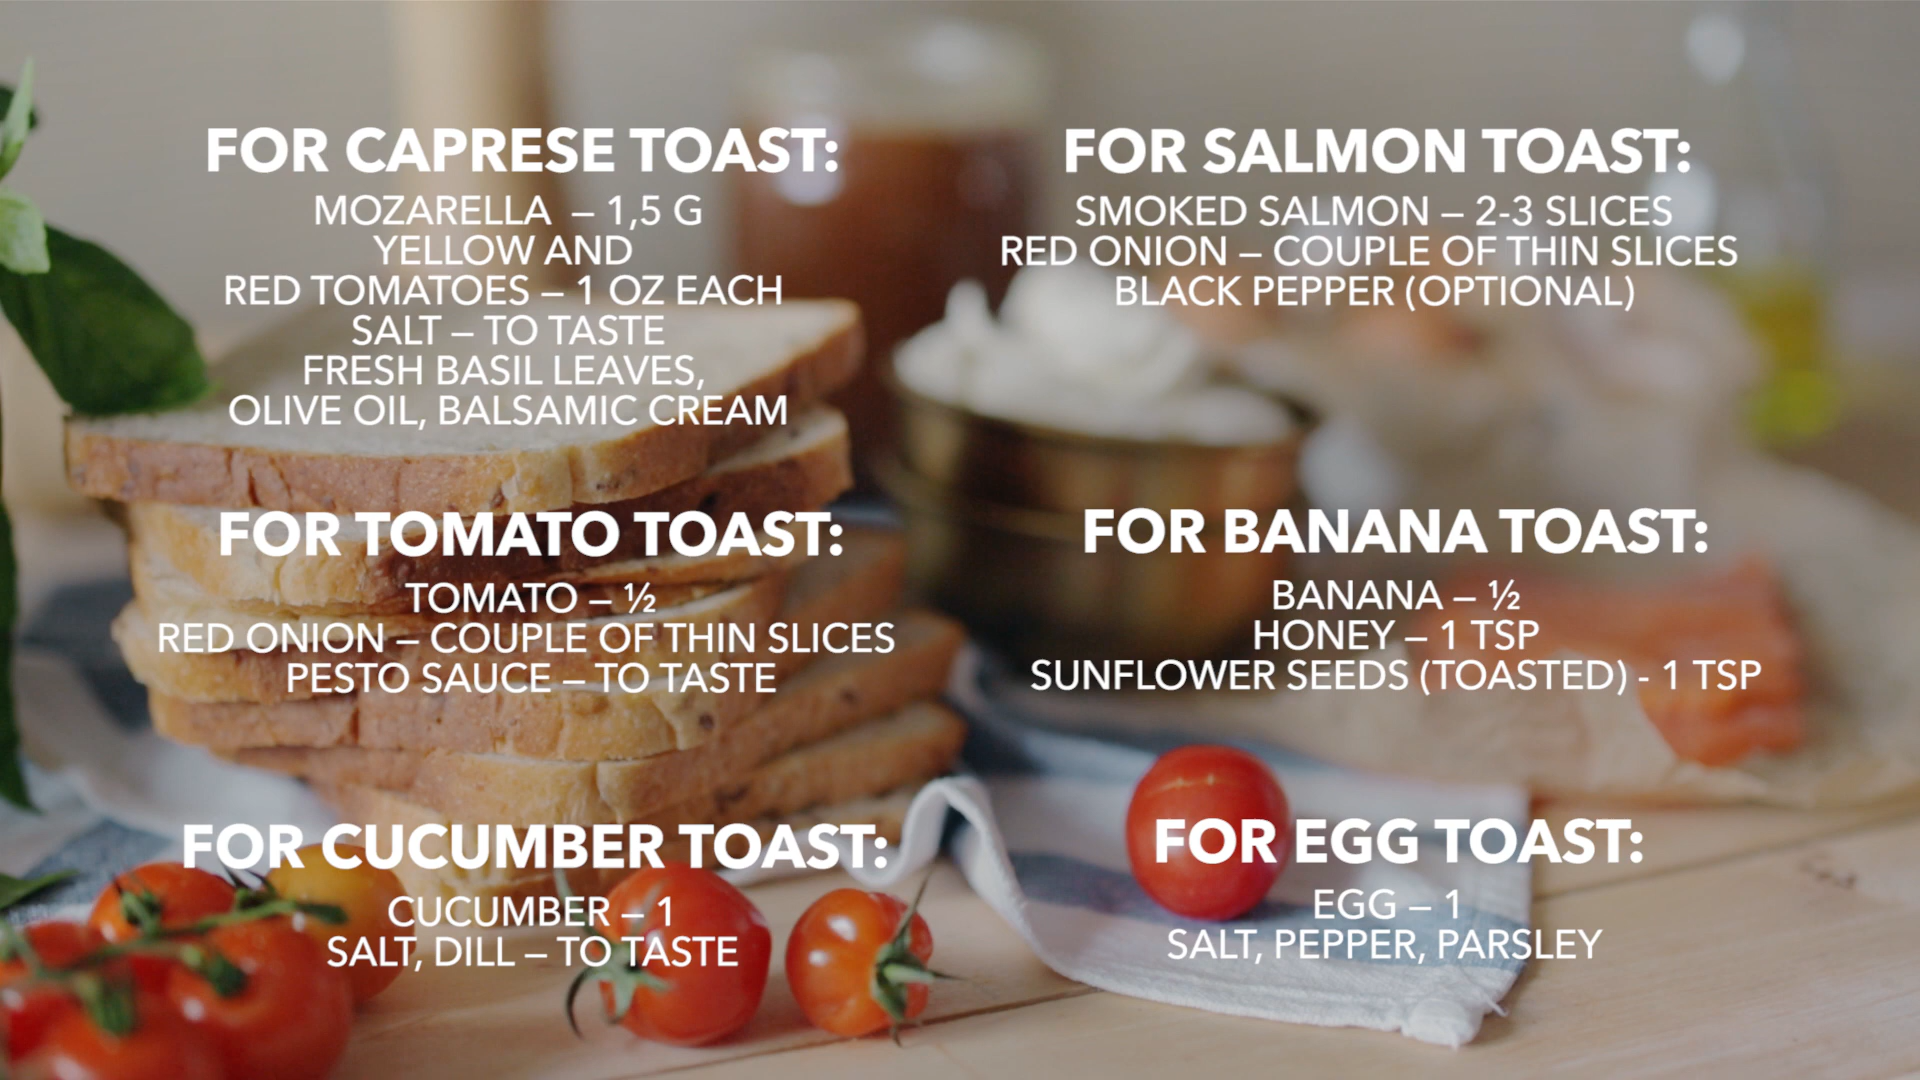 FOR CAPRESE TOAST:
MOZARELLA – 1,5 G
YELLOW AND
RED TOMATOES – 1 OZ EACH
SALT – TO TASTE
FRESH BASIL LEAVES,
OLIVE OIL, BALSAMIC CREAM
FOR SALMON TOAST:
SMOKED SALMON – 2-3 SLICES
RED ONION – COUPLE OF THIN SLICES
BLACK PEPPER (OPTIONAL)
FOR TOMATO TOAST:
TOMATO – ½
RED ONION – COUPLE OF THIN SLICES
PESTO SAUCE – TO TASTE
FOR BANANA TOAST:
BANANA – ½
HONEY – 1 TSP
SUNFLOWER SEEDS (TOASTED) - 1 TSP
FOR CUCUMBER TOAST:
CUCUMBER – 1
SALT, DILL – TO TASTE
FOR EGG TOAST:
EGG – 1
SALT, PEPPER, PARSLEY